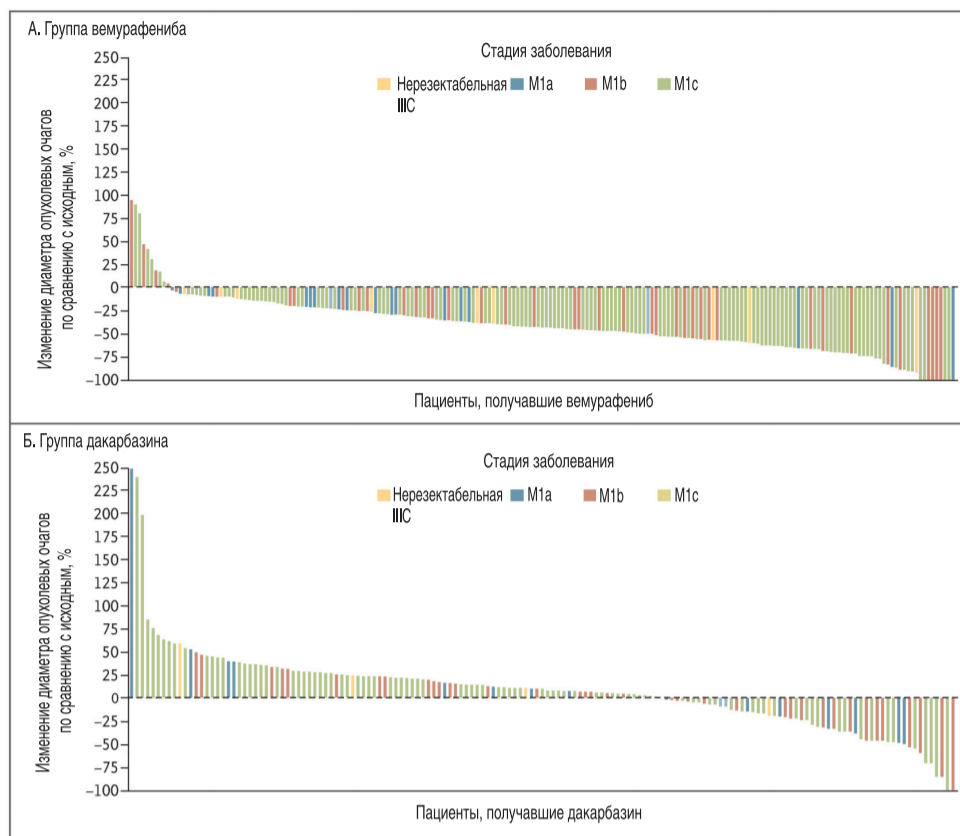 А. Группа вемурафениба
Стадия заболевания
Нерезектабельная
IIIC
M1a
M1b
M1c
Изменение диаметра опухолевых очагов
по сравнению с исходным, %
250
225
200
175
150
125
100
75
50
25
0
–25
–50
–75
–100
Пациенты, получавшие вемурафениб
Б. Группа дакарбазина
Стадия заболевания
Нерезектабельная
IIIC
M1a
M1b
M1c
Изменение диаметра опухолевых очагов
по сравнению с исходным, %
250
225
200
175
150
125
100
75
50
25
0
–25
–50
–75
–100
Пациенты, получавшие дакарбазин